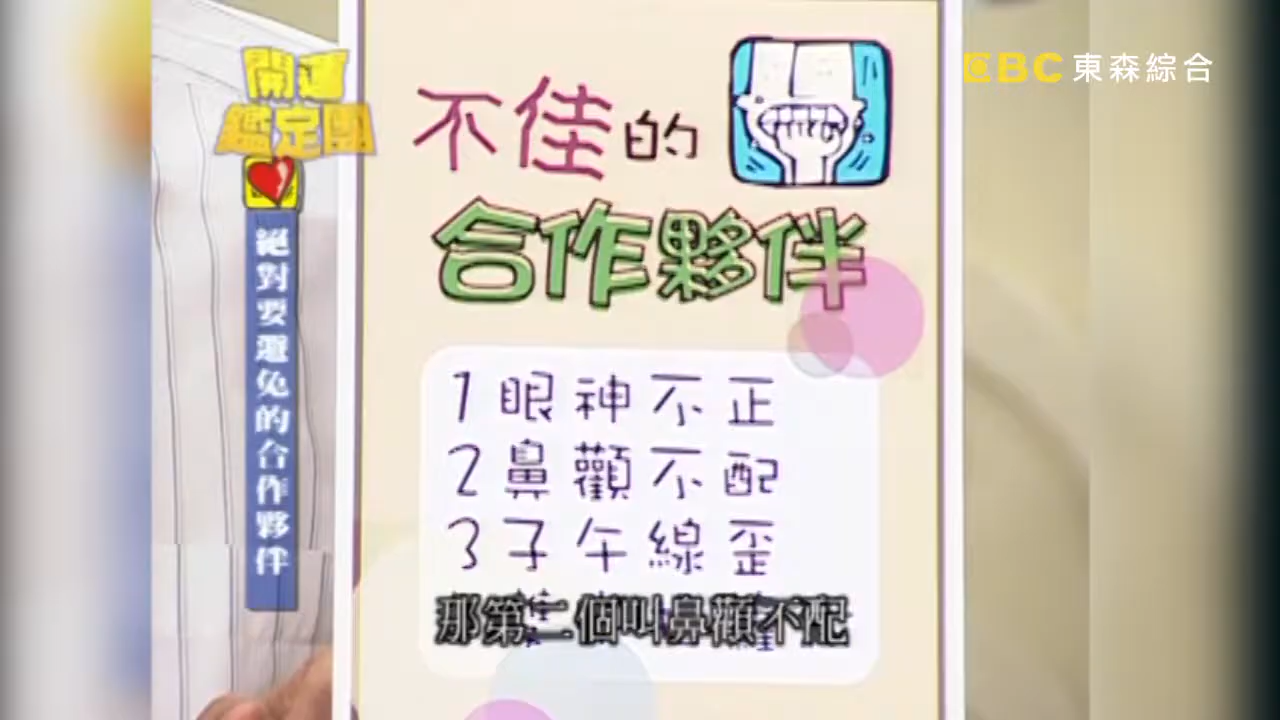 開運
鑑定團
絕對要避免的合作夥伴
EBC 東森綜合
不佳的
合作夥伴
1 眼神不正
2 鼻顴不配
3 子午線歪
那第二個叫鼻顴不配